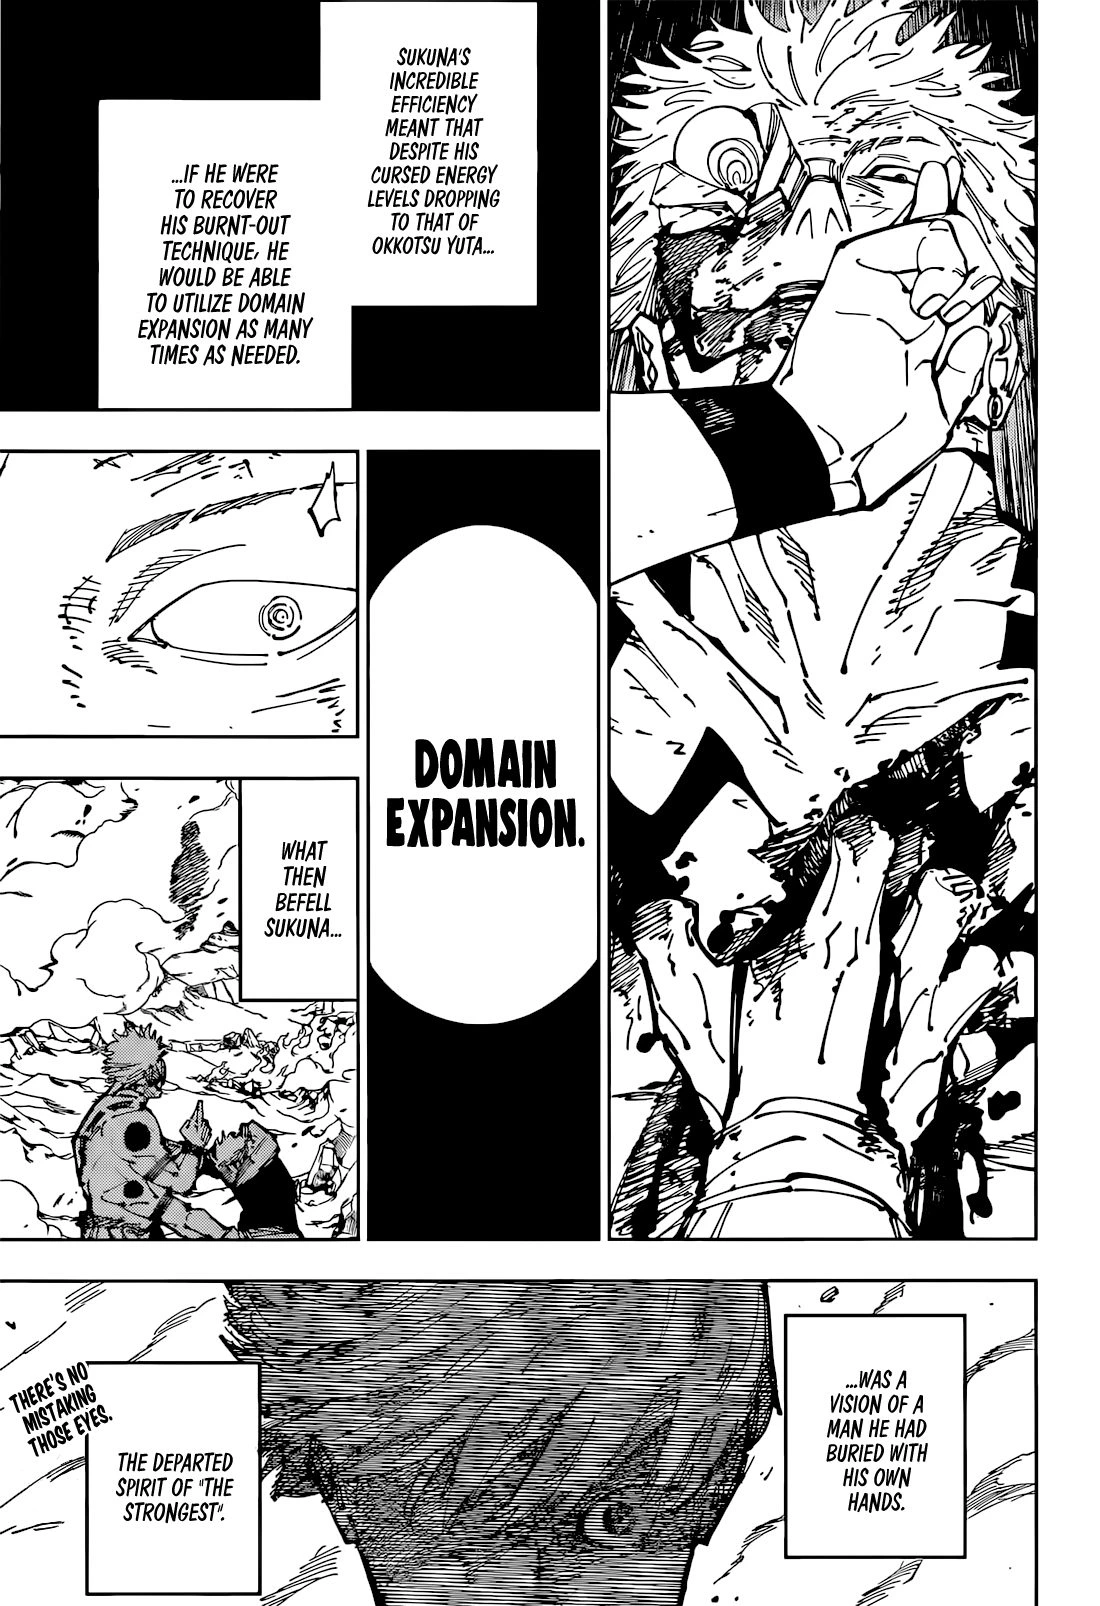 SUKUNA'S
INCREDIBLE
EFFICIENCY
MEANT THAT
DESPITE HIS
CURSED ENERGY
LEVELS DROPPING
TO THAT OF
OKKOTSU YUTA...
...IF HE WERE
TO RECOVER
HIS BURNT-OUT
TECHNIQUE, HE
WOULD BE ABLE
TO UTILIZE DOMAIN
EXPANSION AS MANY
TIMES AS NEEDED.
DOMAIN
EXPANSION.
WHAT
THEN
BEFELL
SUKUNA...
...WAS A
VISION OF A
MAN HE HAD
BURIED WITH
HIS OWN
HANDS.
THE DEPARTED
SPIRIT OF "THE
STRONGEST".
THERE'S NO
MISTAKING
THOSE EYES.